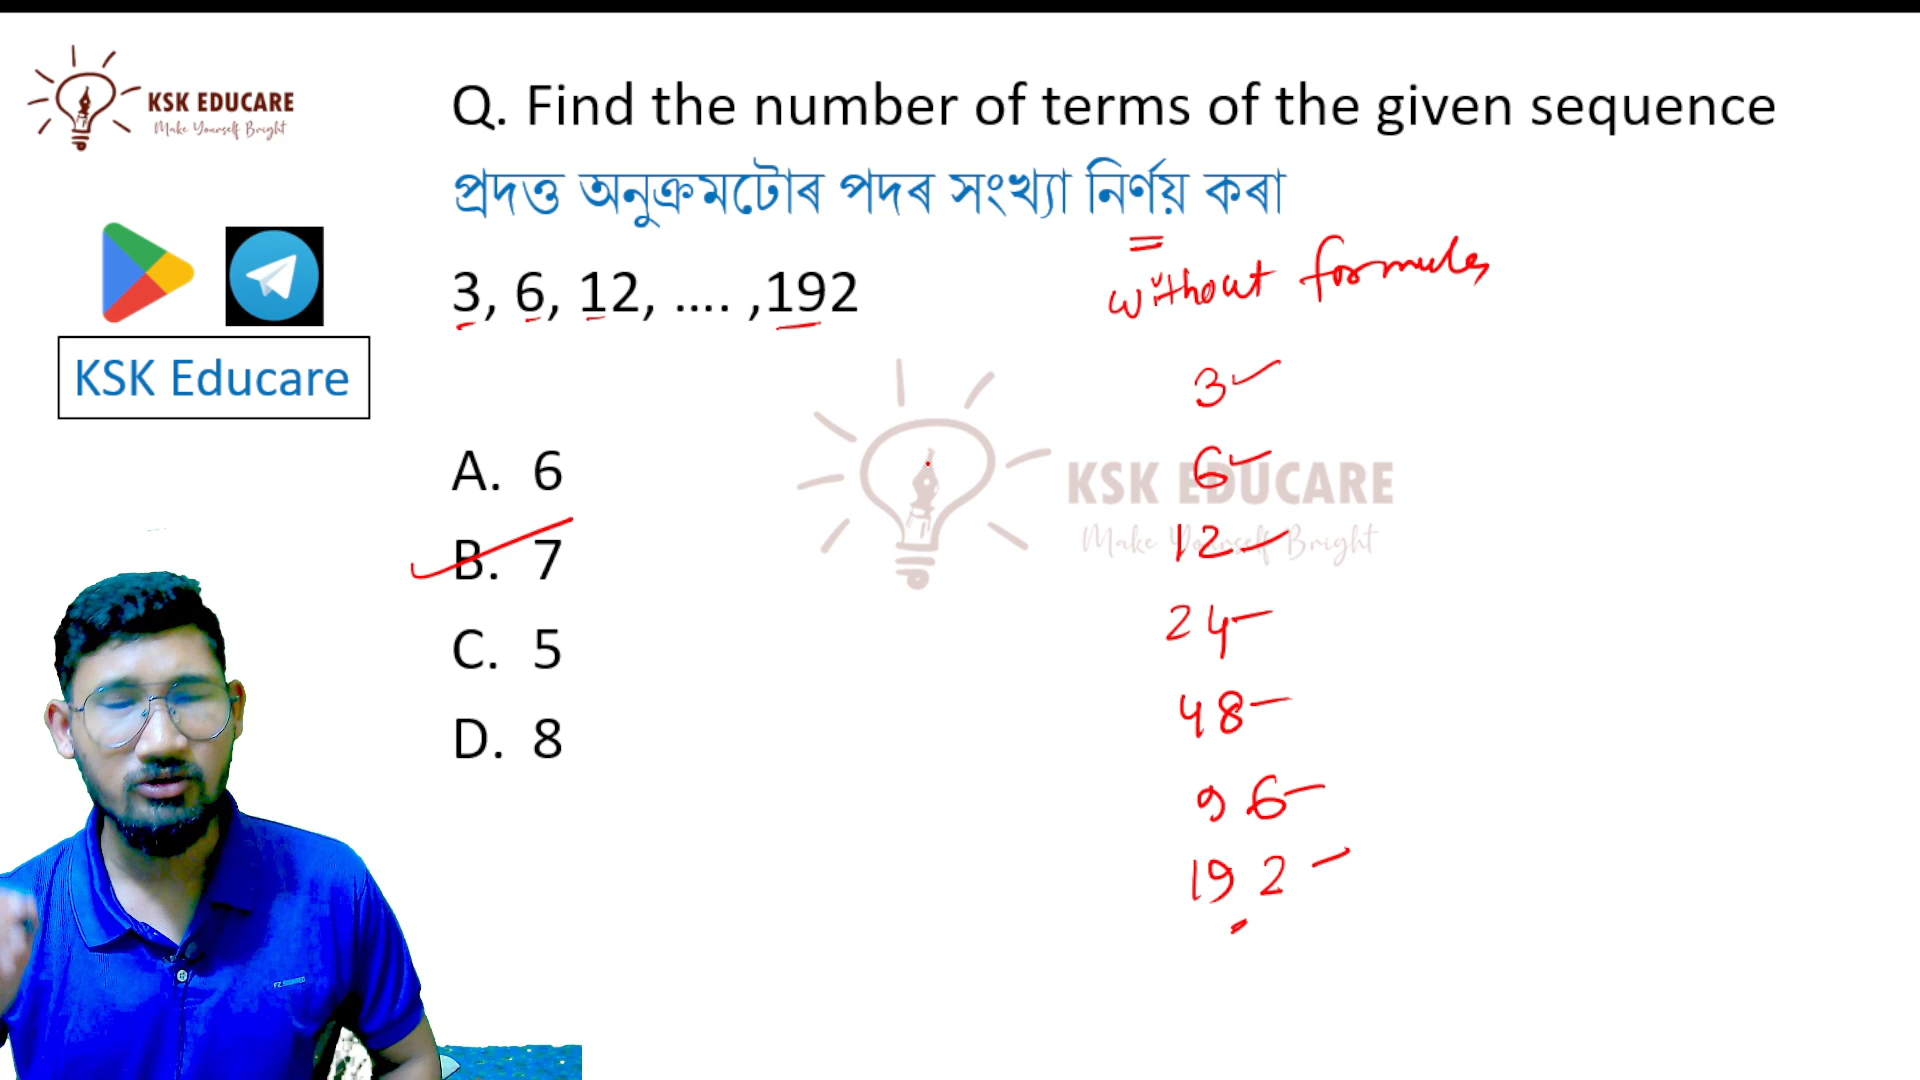 KSK EDUCARE
Make Yourself Bright
Q. Find the number of terms of the given sequence
প্ৰদত্ত অনুক্ৰমটোৰ পদৰ সংখ্যা নিৰ্ণয় কৰা
3, 6, 12, .... ,192
without formula
KSK Educare
A. 6
B. 7
C. 5
D. 8
KSK EDUCARE
Make Yourself Bright
3
6
12
24
48
96
192